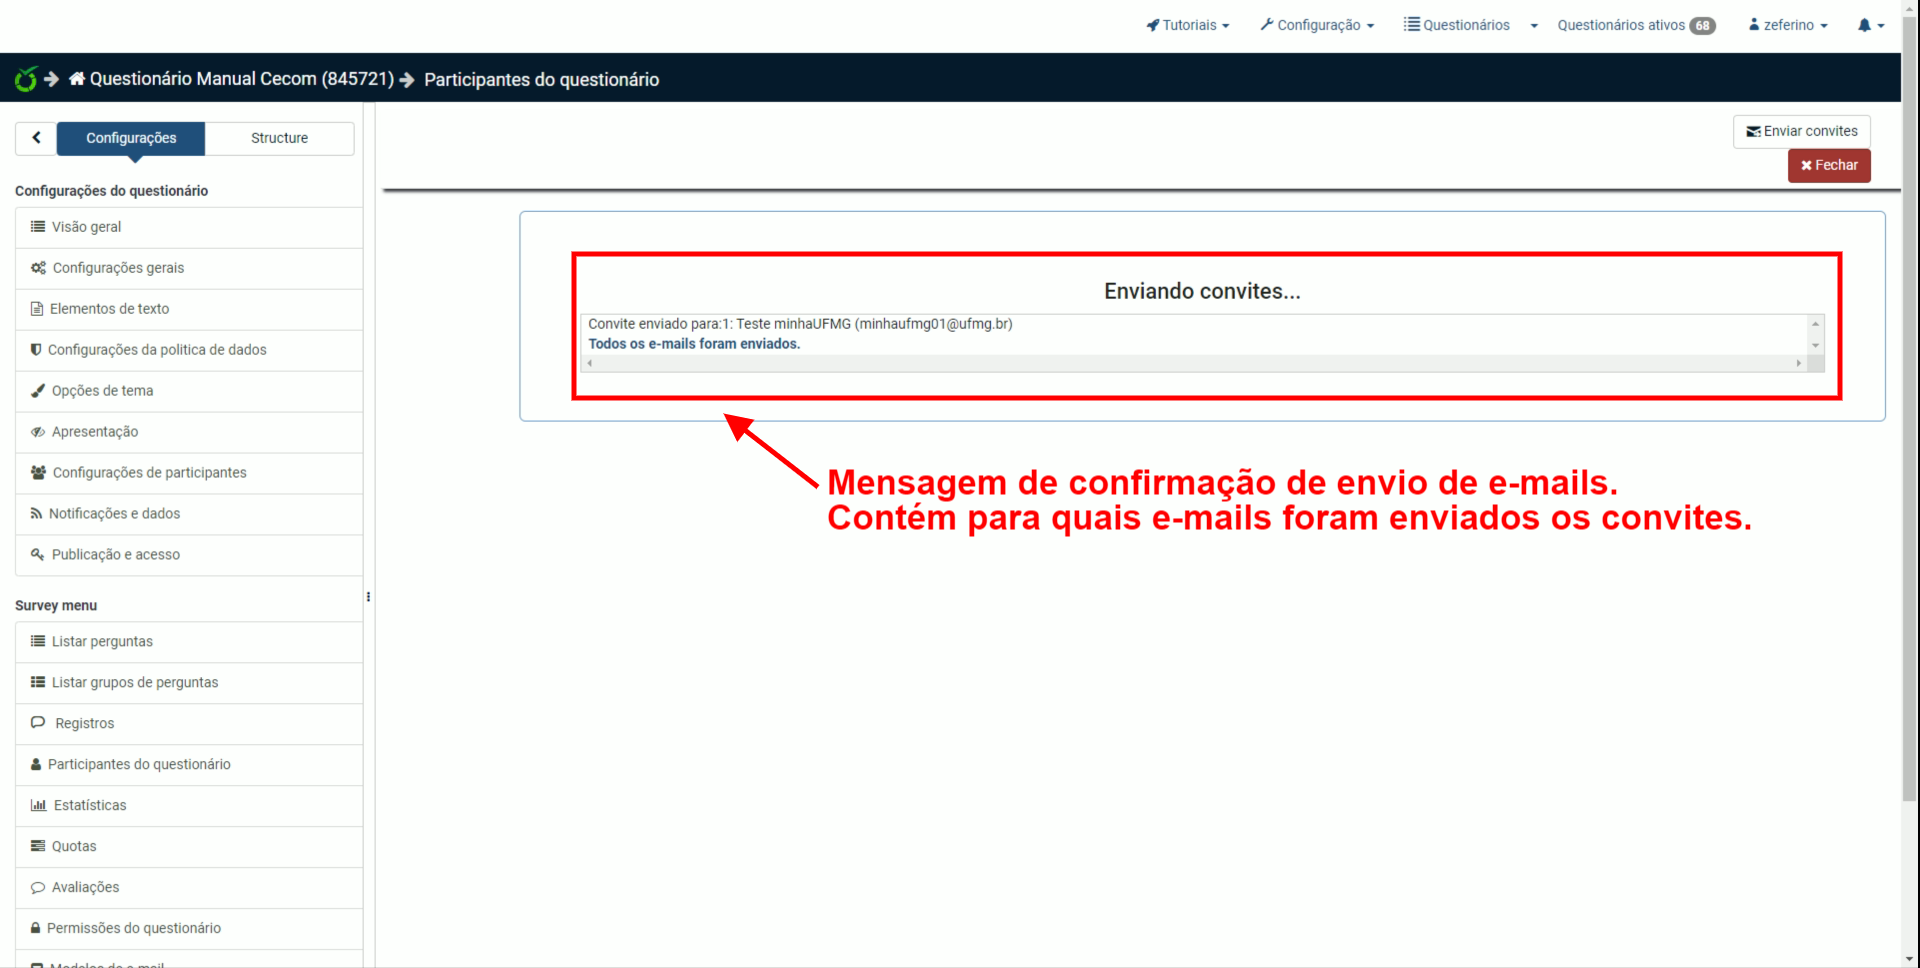 Tutoriais
Configuração
Questionários
Questionários ativos 68
zeferino
Questionário Manual Cecom (845721)
Participantes do questionário
Configurações
Structure
Enviar convites
Fechar
Configurações do questionário
Visão geral
Configurações gerais
Elementos de texto
Configurações da politica de dados
Opções de tema
Apresentação
Configurações de participantes
Notificações e dados
Publicação e acesso
Survey menu
Listar perguntas
Listar grupos de perguntas
Registros
Participantes do questionário
Estatísticas
Quotas
Avaliações
Permissões do questionário
Modelos de e-mail
Enviando convites...
Convite enviado para:1: Teste minhaUFMG (minhaufmg01@ufmg.br)
Todos os e-mails foram enviados.
Mensagem de confirmação de envio de e-mails.
Contém para quais e-mails foram enviados os convites.